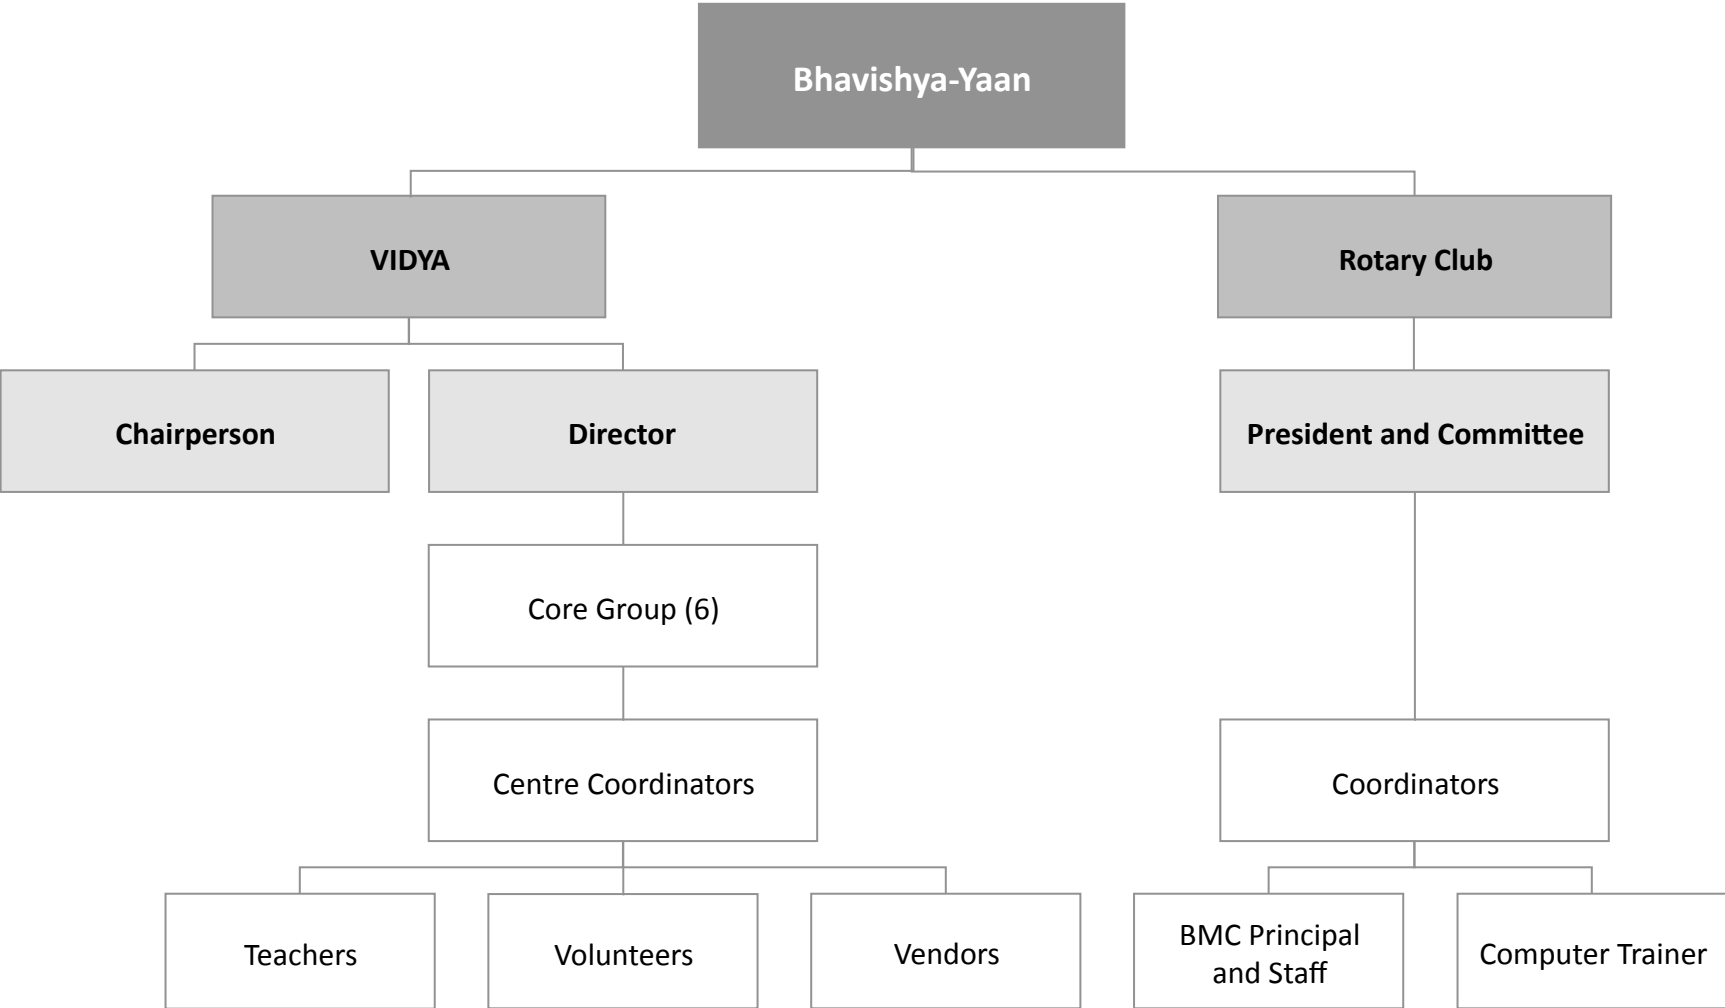 Bhavishya-Yaan
VIDYA
Rotary Club
Chairperson
Director
President and Committee
Core Group (6)
Centre Coordinators
Coordinators
Teachers
Volunteers
Vendors
BMC Principal
and Staff
Computer Trainer